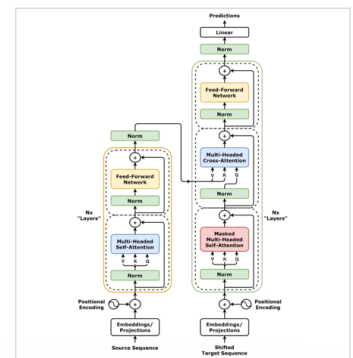 Predictions
Linear
Norm
Feed-Forward
Network
Norm
Multi-Headed
Cross-Attention
V K Q
Norm
Masked
Multi-Headed
Self-Attention
V K Q
Norm
Nx
"Layers"
Positional
Encoding
Embeddings/
Projections
Shifted
Target Sequence
Norm
Feed-Forward
Network
Norm
Multi-Headed
Self-Attention
V K Q
Norm
Nx
"Layers"
Positional
Encoding
Embeddings/
Projections
Source Sequence